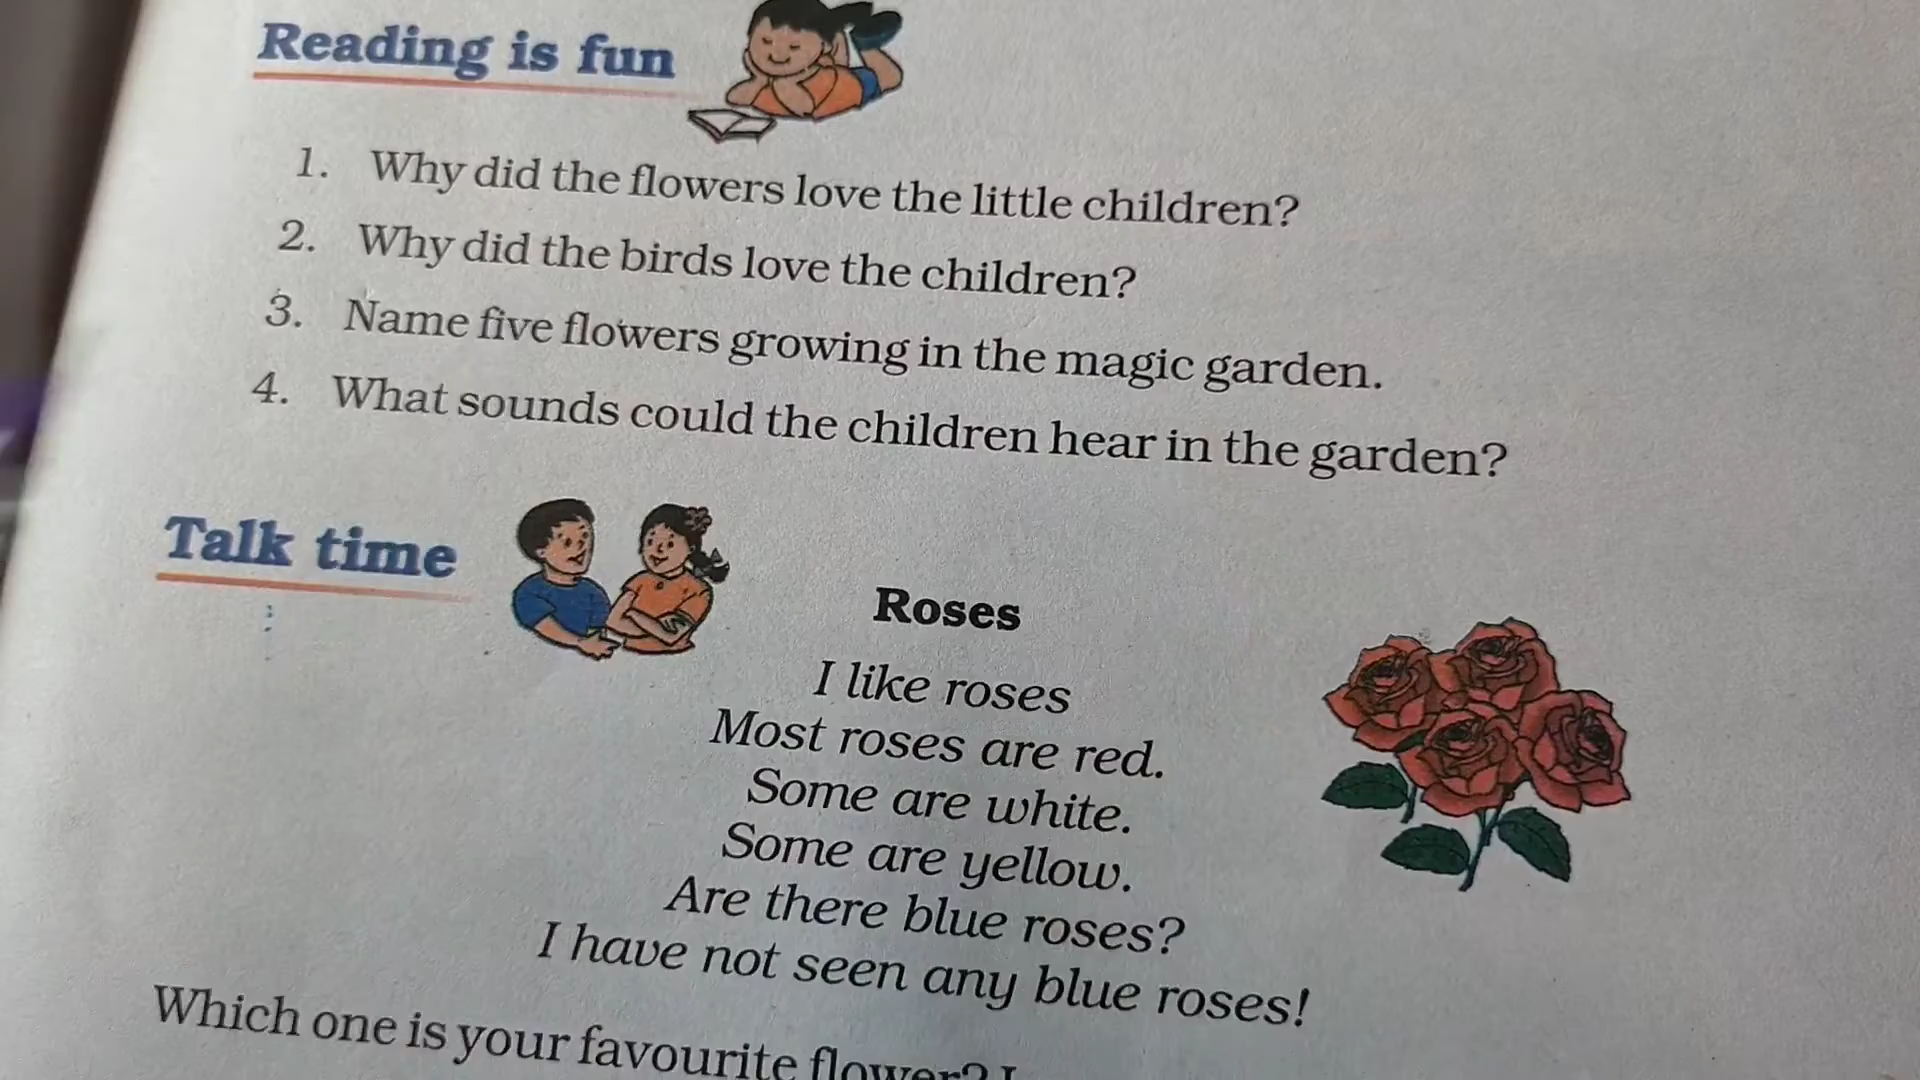 Reading is fun
1. Why did the flowers love the little children?
2. Why did the birds love the children?
3. Name five flowers growing in the magic garden.
4. What sounds could the children hear in the garden?
Talk time
Roses
I like roses
Most roses are red.
Some are white.
Some are yellow.
Are there blue roses?
I have not seen any blue roses!
Which one is your favourite flower?